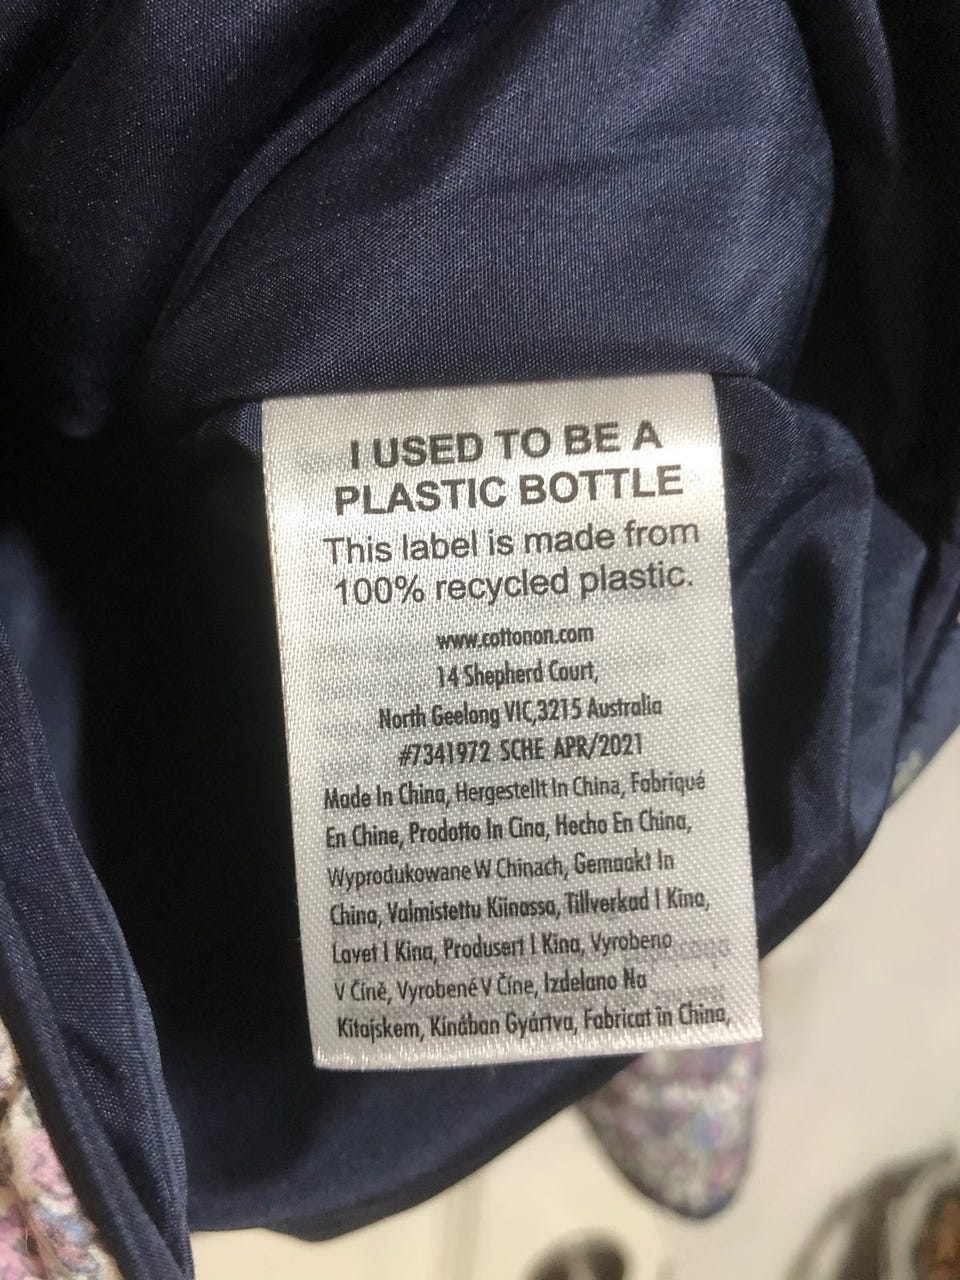 I USED TO BE A
PLASTIC BOTTLE
This label is made from
100% recycled plastic.
www.cottonon.com
14 Shepherd Court,
North Geelong VIC,3215 Australia
#7341972 SCHE APR/2021
Made In China, Hergestellt In China, Fabriqué
En Chine, Prodotto In Cina, Hecho En China,
Wyprodukowane W Chinach, Gemaakt In
China, Valmistettu Kiinassa, Tillverkad I Kina,
Lavet I Kina, Produsert I Kina, Vyrobeno
V Číně, Vyrobené V Číne, Izdelano Na
Kitajskem, Kínában Gyártva, Fabricat in China,